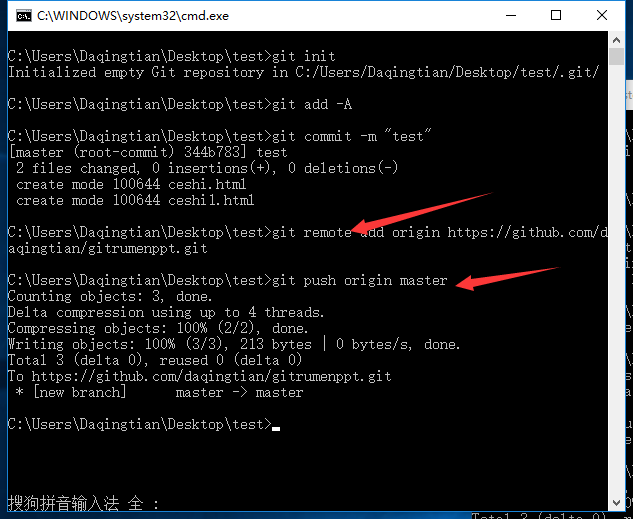 C:\WINDOWS\system32\cmd.exe
C:\Users\Daqingtian\Desktop\test>git init
Initialized empty Git repository in C:/Users/Daqingtian/Desktop/test/.git/
C:\Users\Daqingtian\Desktop\test>git add -A
C:\Users\Daqingtian\Desktop\test>git commit -m "test"
[master (root-commit) 344b783] test
2 files changed, 0 insertions(+), 0 deletions(-)
create mode 100644 ceshi.html
create mode 100644 ceshi1.html
C:\Users\Daqingtian\Desktop\test>git remote add origin https://github.com/d
aqingtian/gitrumenppt.git
C:\Users\Daqingtian\Desktop\test>git push origin master
Counting objects: 3, done.
Delta compression using up to 4 threads.
Compressing objects: 100% (2/2), done.
Writing objects: 100% (3/3), 213 bytes | 0 bytes/s, done.
Total 3 (delta 0), reused 0 (delta 0)
To https://github.com/daqingtian/gitrumenppt.git
* [new branch] master -> master
C:\Users\Daqingtian\Desktop\test>
搜狗拼音输入法 全 :